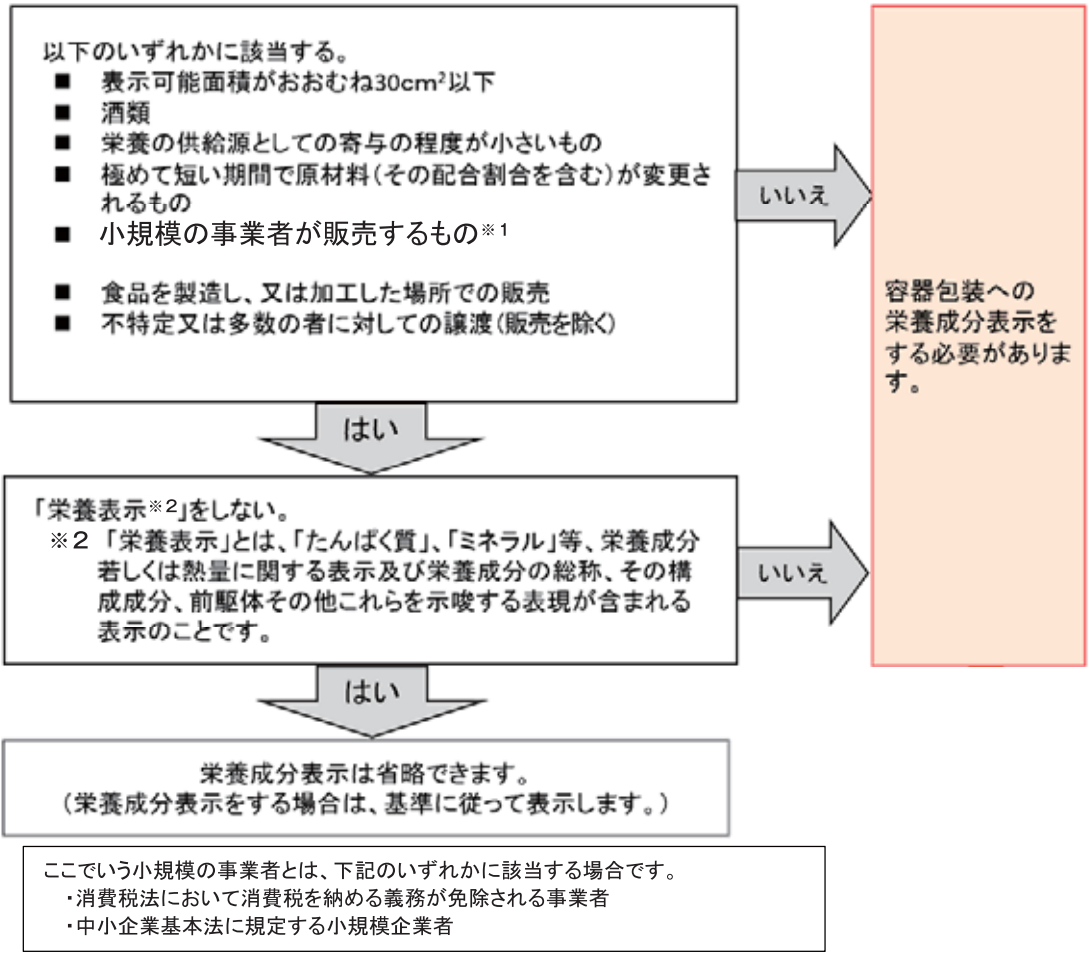 以下のいずれかに該当する。
■ 表示可能面積がおおむね30cm²以下
■ 酒類
■ 栄養の供給源としての寄与の程度が小さいもの
■ 極めて短い期間で原材料（その配合割合を含む）が変更さ
れるもの
■ 小規模の事業者が販売するもの※1
■ 食品を製造し、又は加工した場所での販売
■ 不特定又は多数の者に対しての譲渡（販売を除く）
いいえ
容器包装への
栄養成分表示を
する必要がありま
す。
はい
「栄養表示※2」をしない。
※2 「栄養表示」とは、「たんぱく質」、「ミネラル」等、栄養成分
若しくは熱量に関する表示及び栄養成分の総称、その構
成成分、前駆体その他これらを示唆する表現が含まれる
表示のことです。
いいえ
はい
栄養成分表示は省略できます。
（栄養成分表示をする場合は、基準に従って表示します。）
ここでいう小規模の事業者とは、下記のいずれかに該当する場合です。
・消費税法において消費税を納める義務が免除される事業者
・中小企業基本法に規定する小規模企業者